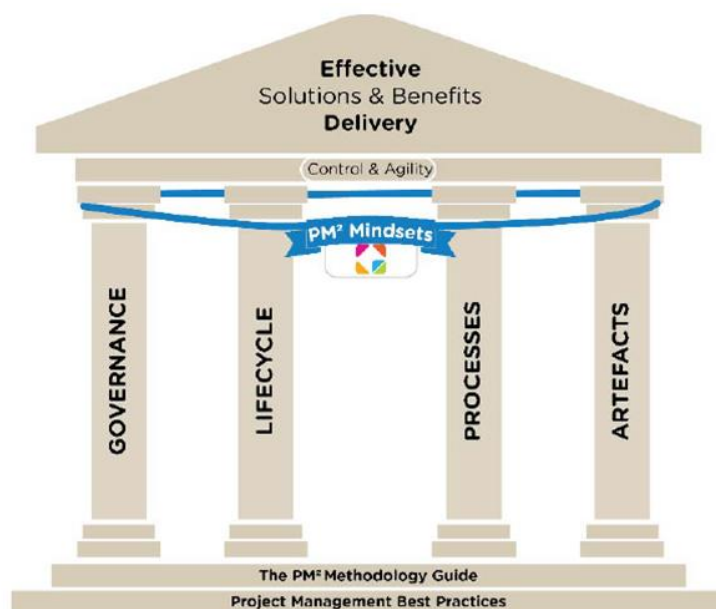 Effective
Solutions & Benefits
Delivery
Control & Agility
PM² Mindsets
GOVERNANCE
LIFECYCLE
PROCESSES
ARTEFACTS
The PM² Methodology Guide
Project Management Best Practices